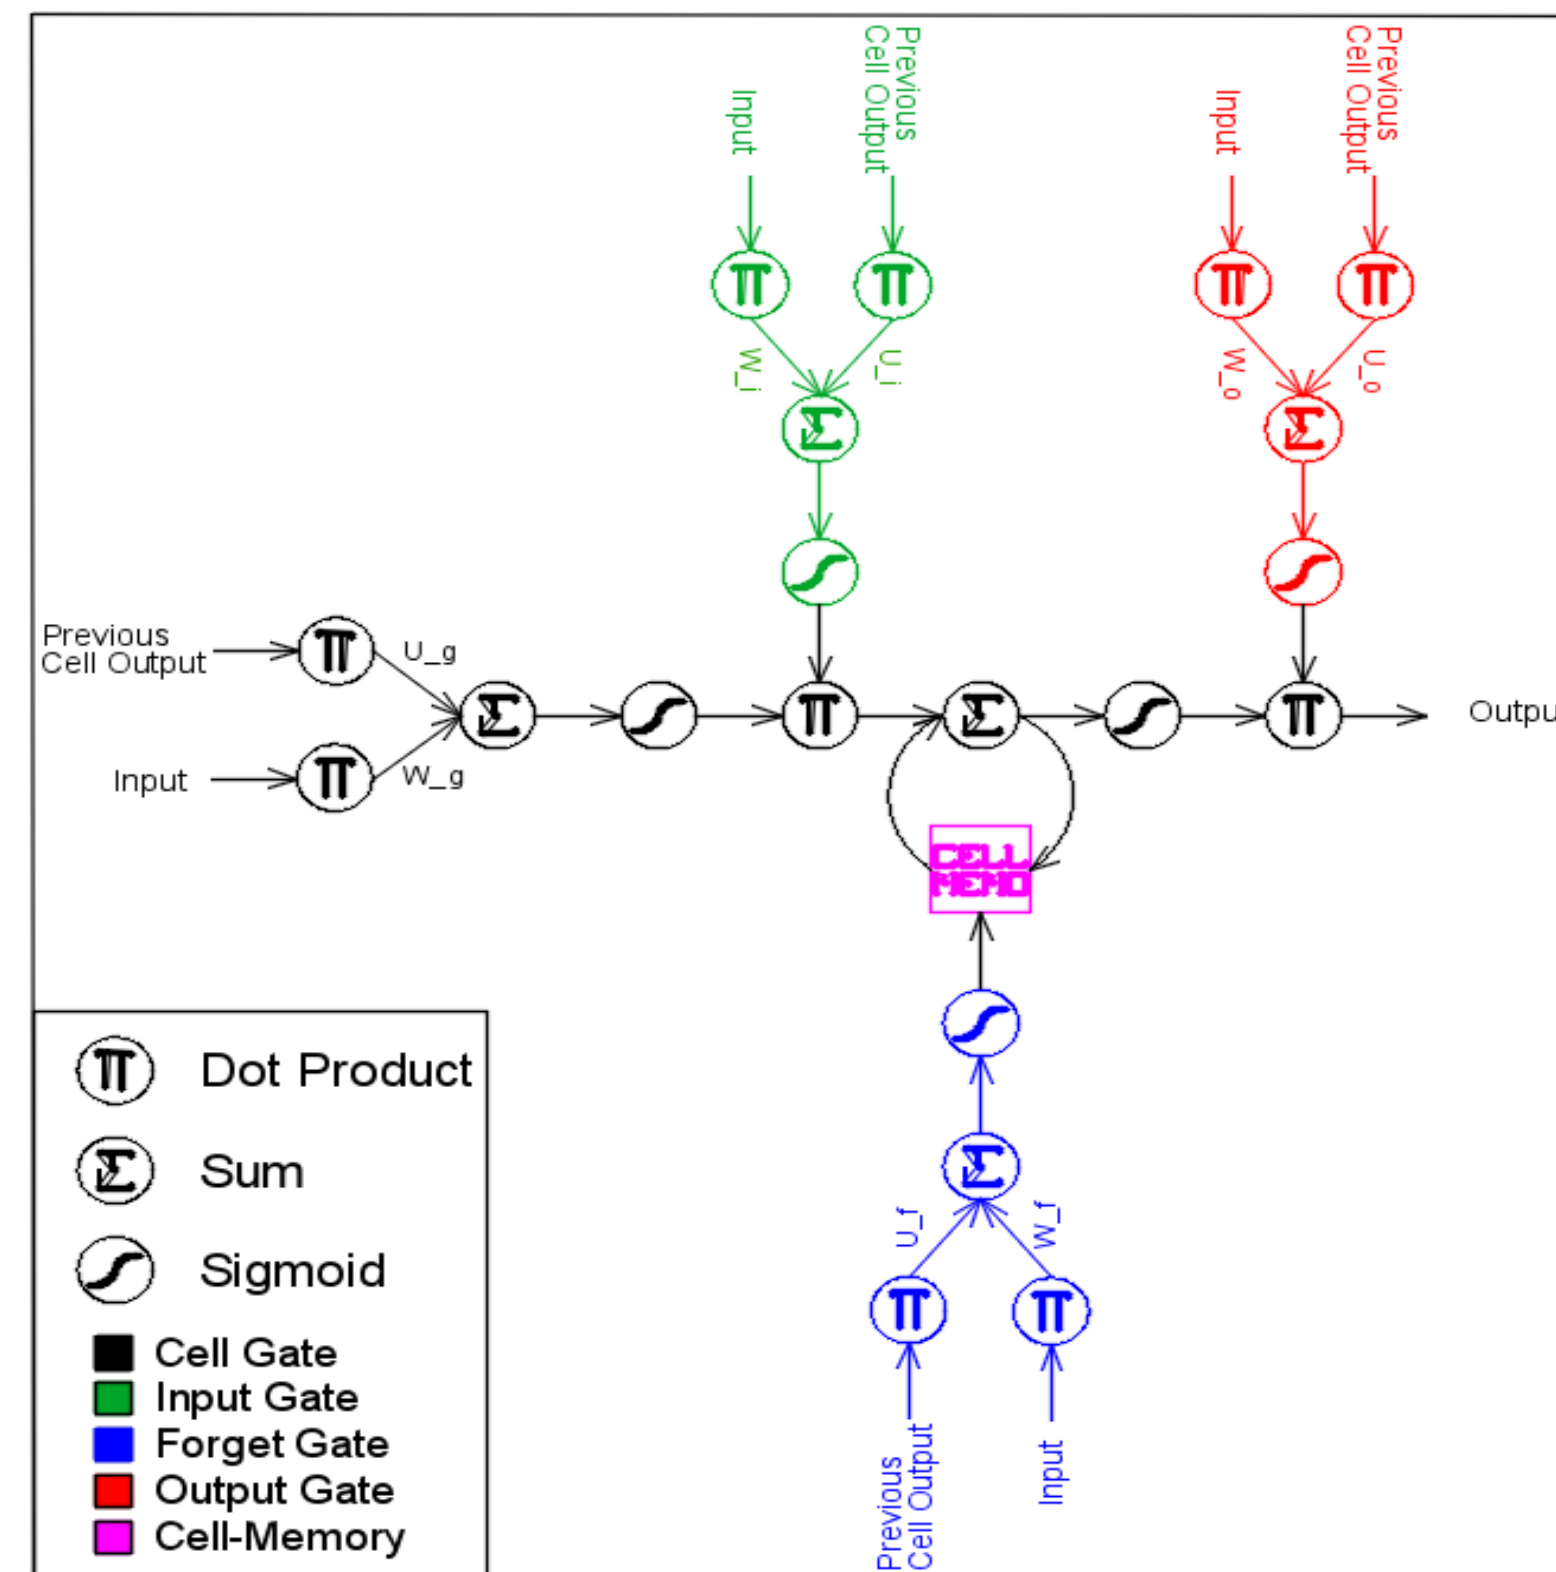 Input
Previous
Cell Output
Input
Previous
Cell Output
π
π
π
π
W_i
U_i
W_o
U_o
Σ
Σ
Previous
Cell Output
π
U_g
Σ
π
Σ
π
Outpu
Input
π
W_g
CELL
MEMO
Σ
U_f
W_f
π
π
Previous
Cell Output
Input
π Dot Product
Σ Sum
Sigmoid
Cell Gate
Input Gate
Forget Gate
Output Gate
Cell-Memory